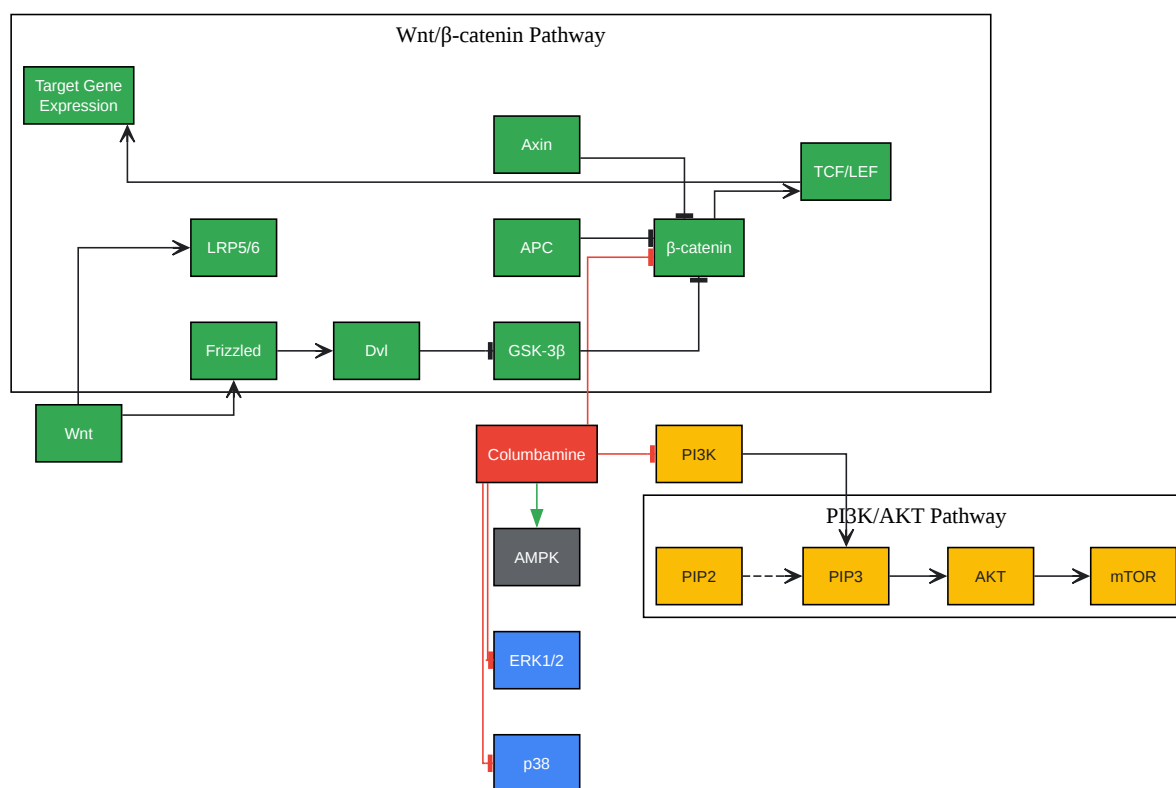 Wnt/β-catenin Pathway
Target Gene
Expression
Axin
TCF/LEF
LRP5/6
APC
β-catenin
Frizzled
Dvl
GSK-3β
Wnt
Columbamine
PI3K
PI3K/AKT Pathway
AMPK
PIP2
PIP3
AKT
mTOR
ERK1/2
p38